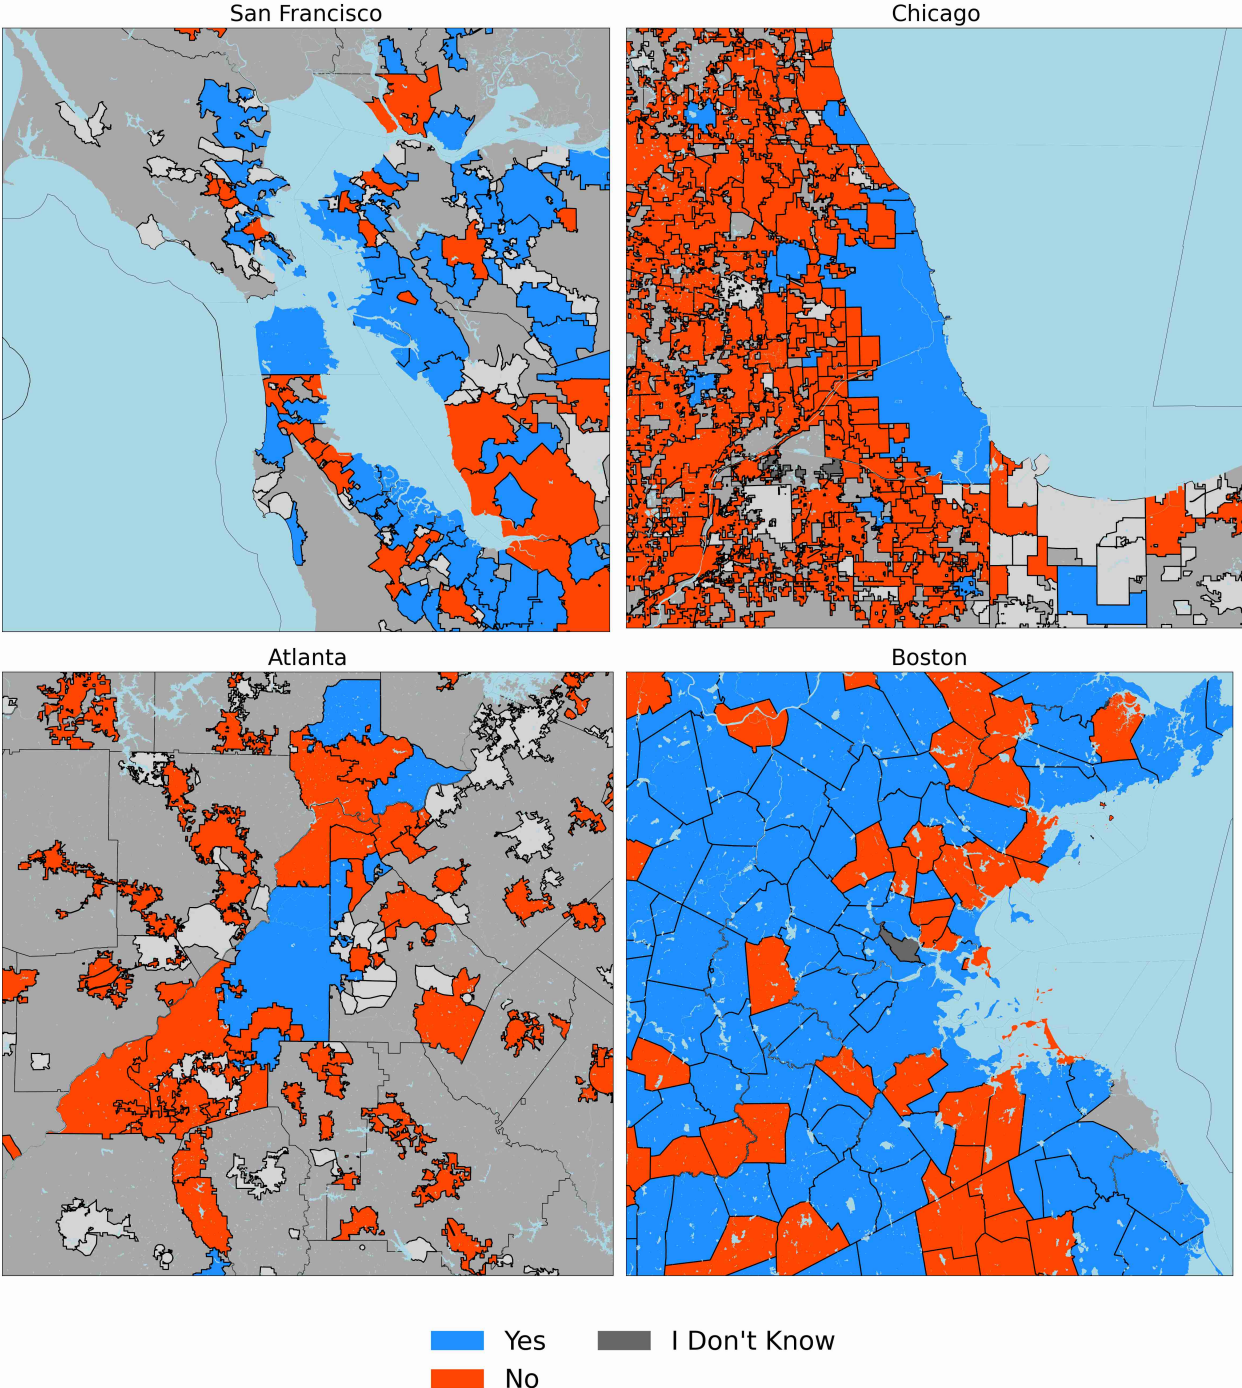 San Francisco
Chicago
Atlanta
Boston
Yes
I Don't Know
No